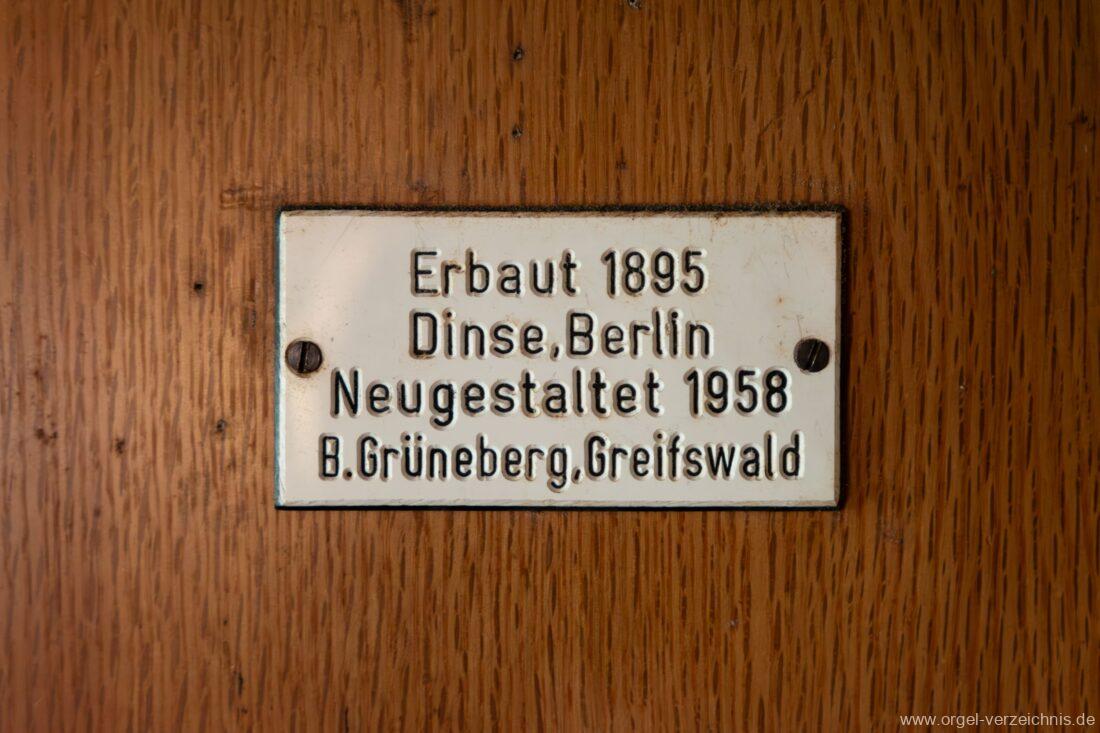 Erbaut 1895
Dinse,Berlin
Neugestaltet 1958
B.Grüneberg,Greifswald
www.orgel-verzeichnis.de